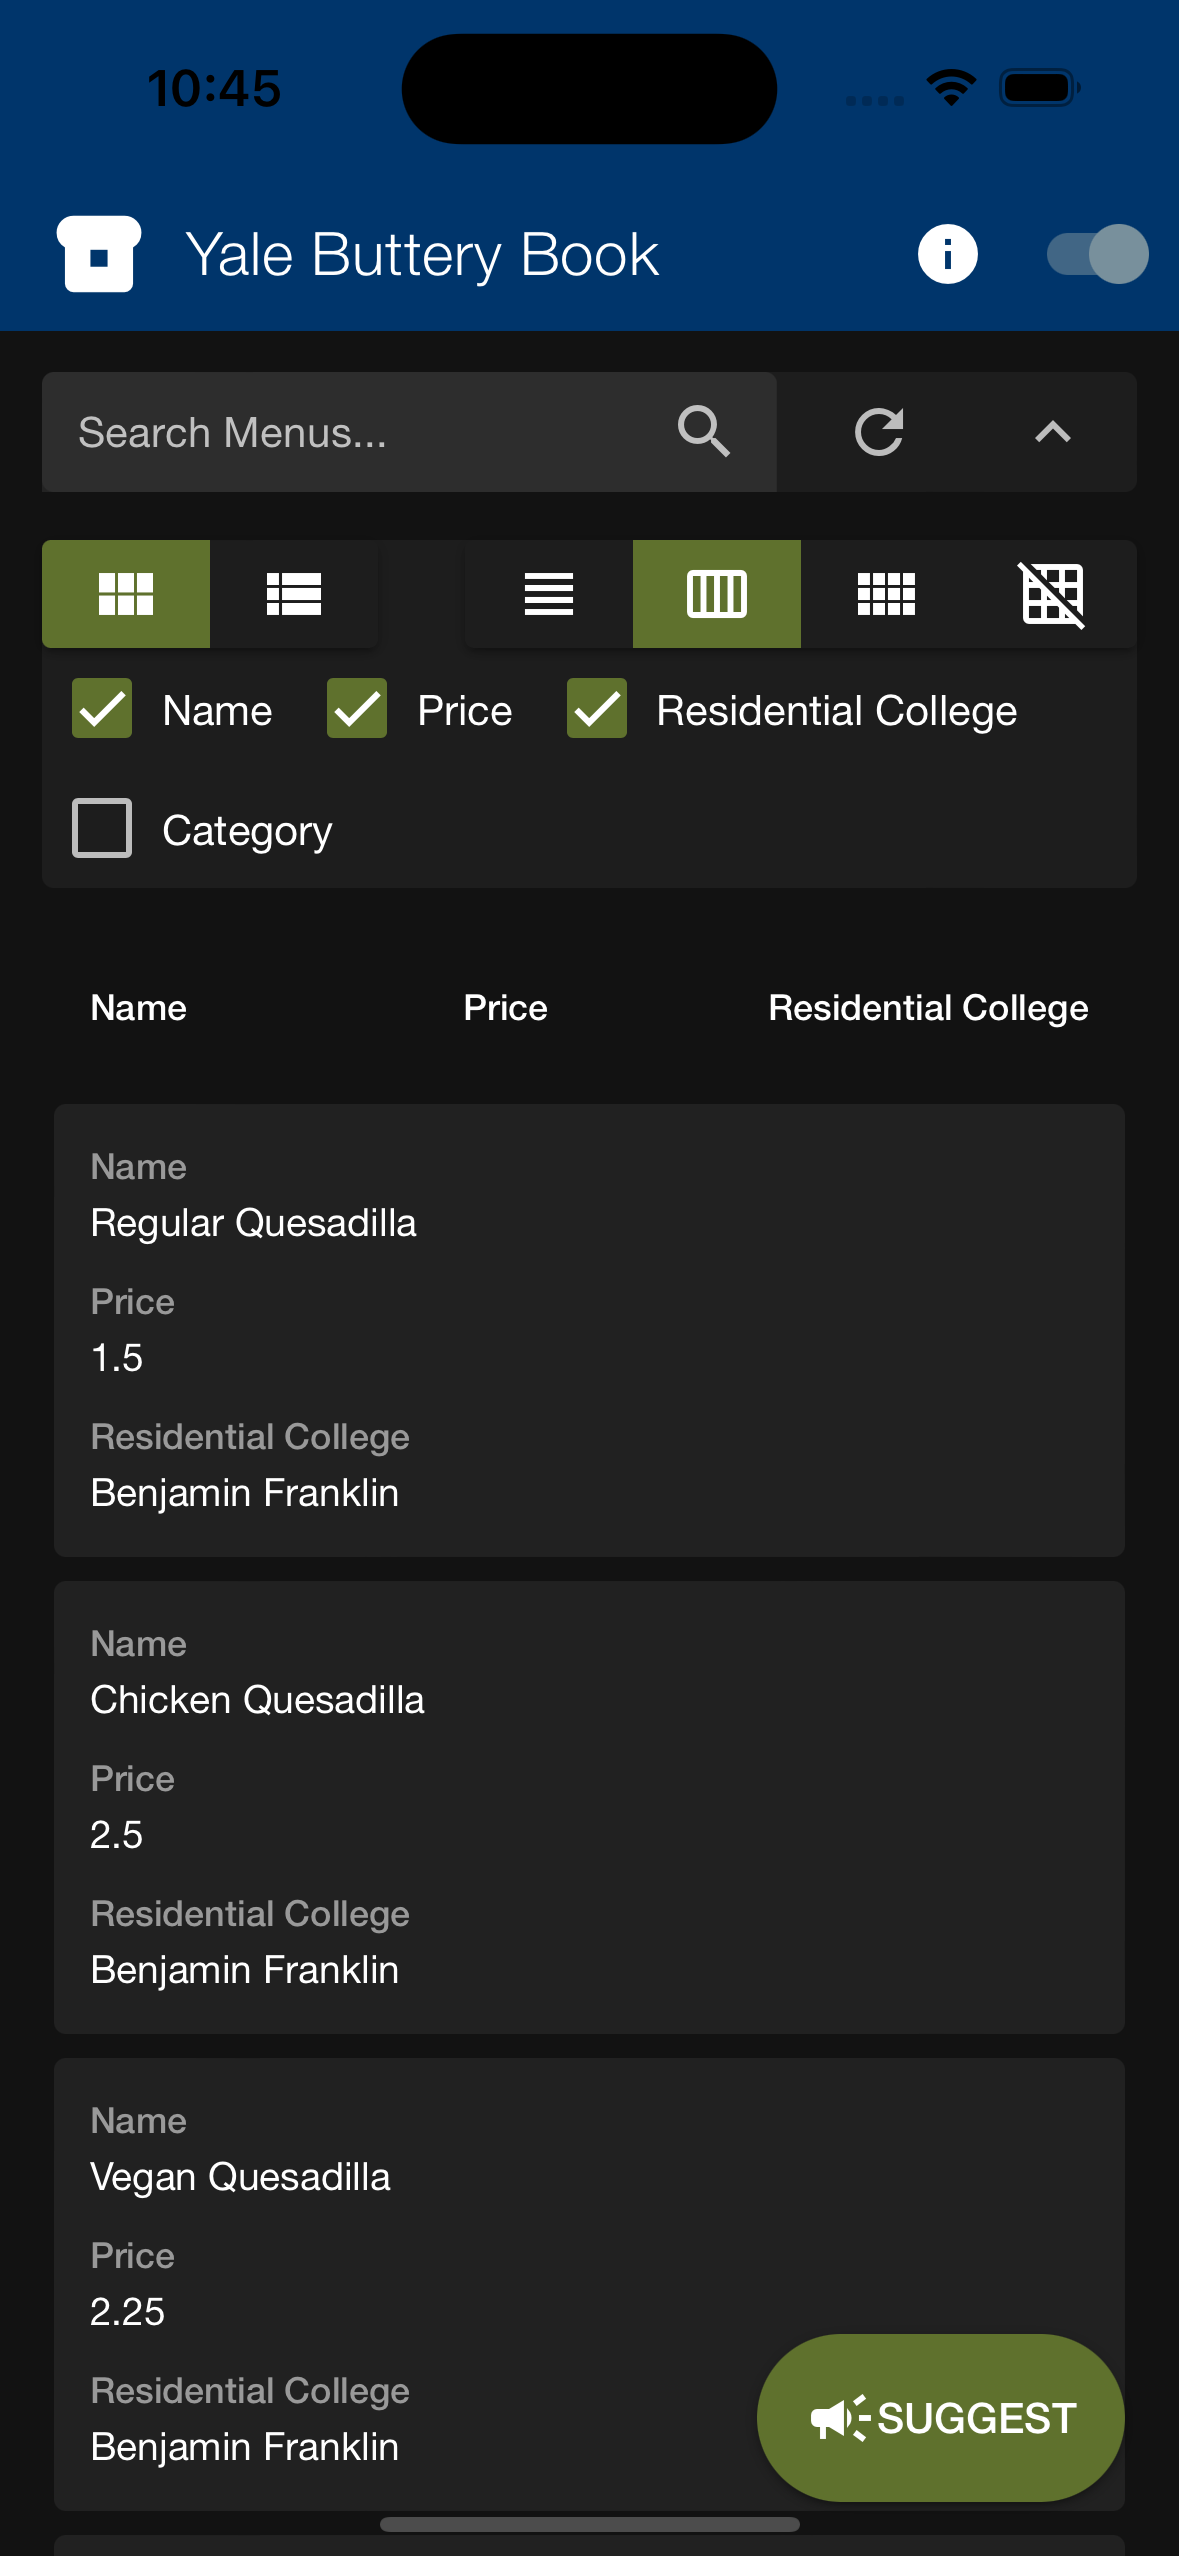 10:45
Yale Buttery Book
Search Menus...
Name Price Residential College
Category
Name Price Residential College
Name
Regular Quesadilla
Price
1.5
Residential College
Benjamin Franklin
Name
Chicken Quesadilla
Price
2.5
Residential College
Benjamin Franklin
Name
Vegan Quesadilla
Price
2.25
Residential College
Benjamin Franklin
SUGGEST